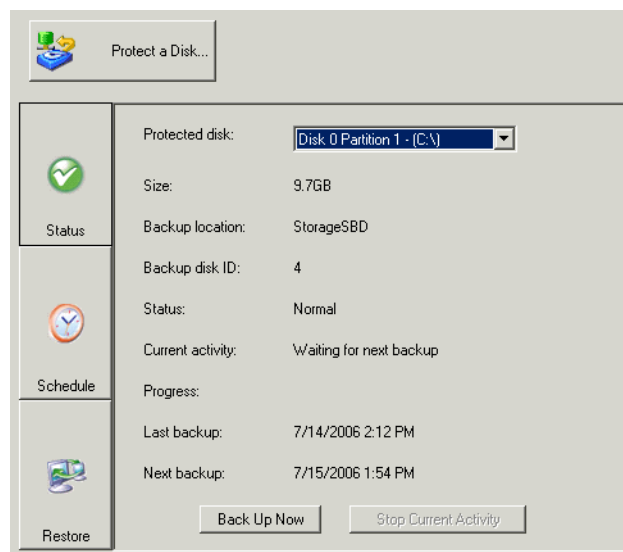 Protect a Disk...
Protected disk: Disk 0 Partition 1 - (C:\)
Size: 9.7GB
Status
Backup location: StorageSBD
Backup disk ID: 4
Status: Normal
Current activity: Waiting for next backup
Schedule
Progress:
Last backup: 7/14/2006 2:12 PM
Next backup: 7/15/2006 1:54 PM
Back Up Now Stop Current Activity
Restore